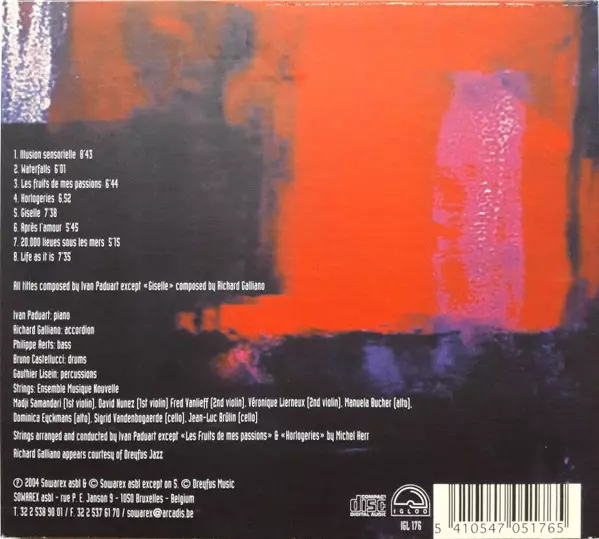 1. Illusion sensorielle 8'43
2. Waterfalls 6'01
3. Les fruits de mes passions 6'44
4. Horlogeries 6.52
5. Giselle 7'38
6. Après l'amour 5'45
7. 20.000 lieues sous les mers 5'15
8. Life as it is 7'35
All titles composed by Ivan Paduart except «Giselle» composed by Richard Galliano
Ivan Paduart: piano
Richard Galliano: accordion
Philippe Aerts: bass
Bruno Castellucci: drums
Gauthier Lisein: percussions
Strings: Ensemble Musique Nouvelle
Madji Samandari (1st violin), David Nunez (1st violin) Fred Vanlieff (2nd violin), Véronique Lierneux (2nd violin), Manuela Bucher (alto),
Dominica Eyckmans (alto), Sigrid Vandenbogaerde (cello), Jean-Luc Brülin (cello)
Strings arranged and conducted by Ivan Paduart except «Les Fruits de mes passions» & «Horlogeries» by Michel Herr
Richard Galliano appears courtesy of Dreyfus Jazz
℗ 2004 Sowarex asbl & © Sowarex asbl except on 5. © Dreyfus Music
SOWAREX asbl - rue P. E. Janson 9 - 1050 Bruxelles - Belgium
T. 32 2 538 90 01 / F. 32 2 537 61 70 / sowarex@arcadis.be
COMPACT
disc
DIGITAL AUDIO
IGLOO
IGL 176
5 410547 051765